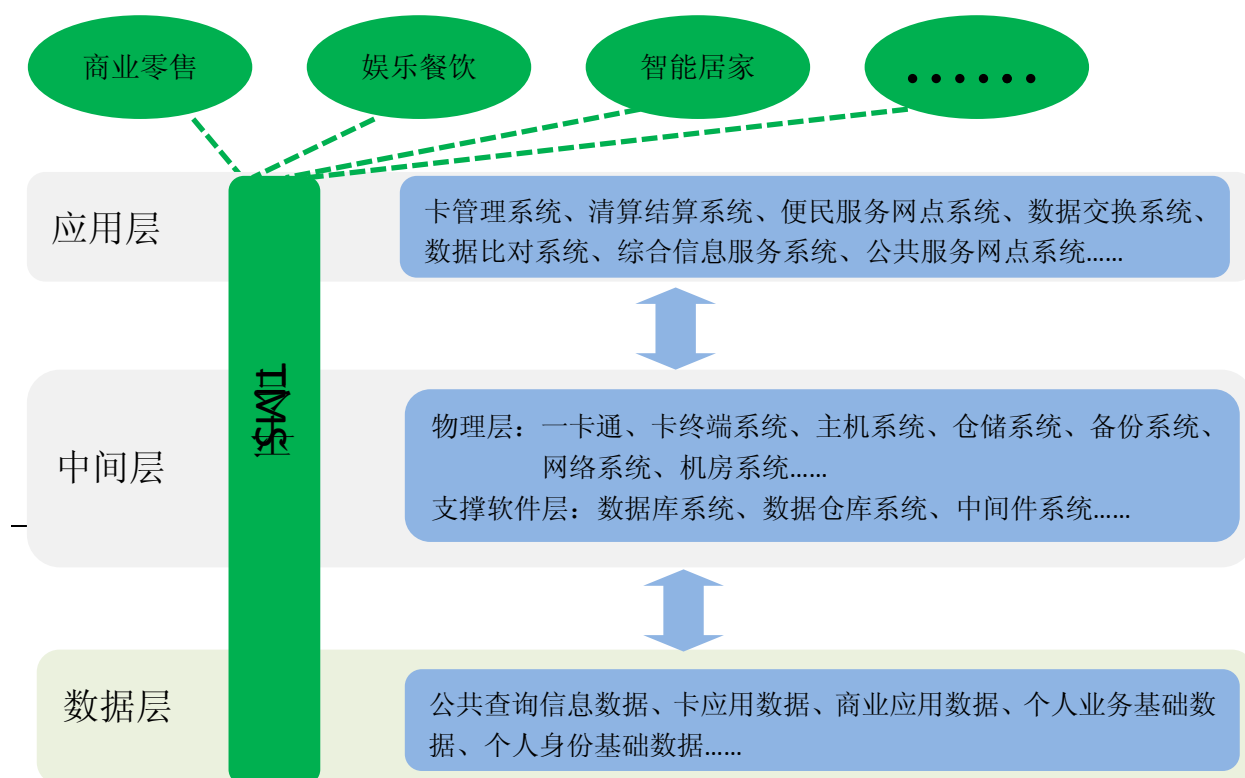 商业零售
娱乐餐饮
智能居家
••••••
应用层
卡管理系统、清算结算系统、便民服务网点系统、数据交换系统、
数据比对系统、综合信息服务系统、公共服务网点系统......
中间层
物理层：一卡通、卡终端系统、主机系统、仓储系统、备份系统、
网络系统、机房系统......
支撑软件层：数据库系统、数据仓库系统、中间件系统......
数据层
公共查询信息数据、卡应用数据、商业应用数据、个人业务基础数
据、个人身份基础数据......